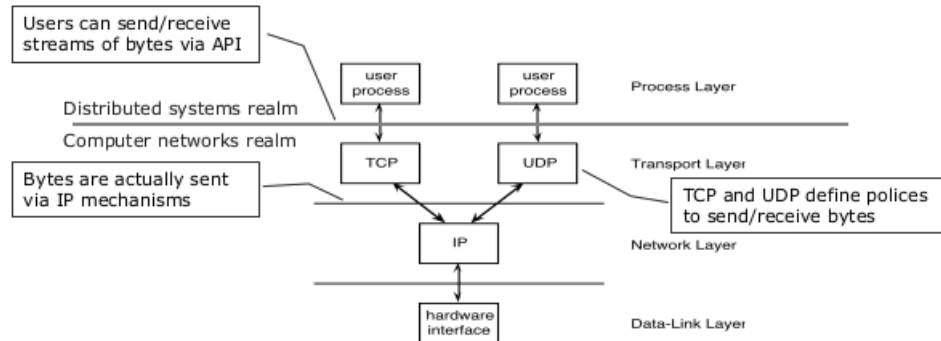 Users can send/receive
streams of bytes via API
user
process
user
process
Process Layer
Distributed systems realm
Computer networks realm
TCP
UDP
Transport Layer
Bytes are actually sent
via IP mechanisms
TCP and UDP define polices
to send/receive bytes
IP
Network Layer
hardware
interface
Data-Link Layer